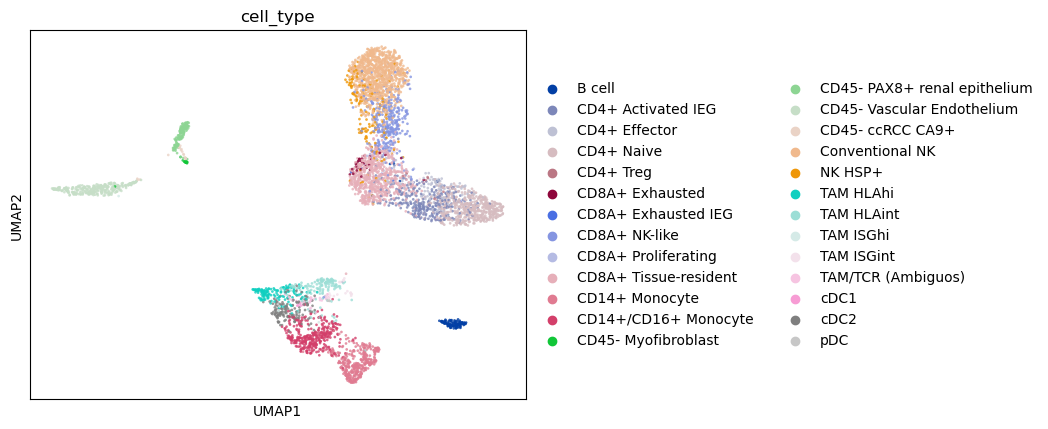 cell_type
UMAP2
UMAP1
B cell
CD4+ Activated IEG
CD4+ Effector
CD4+ Naive
CD4+ Treg
CD8A+ Exhausted
CD8A+ Exhausted IEG
CD8A+ NK-like
CD8A+ Proliferating
CD8A+ Tissue-resident
CD14+ Monocyte
CD14+/CD16+ Monocyte
CD45- Myofibroblast
CD45- PAX8+ renal epithelium
CD45- Vascular Endothelium
CD45- ccRCC CA9+
Conventional NK
NK HSP+
TAM HLAhi
TAM HLAint
TAM ISGhi
TAM ISGint
TAM/TCR (Ambiguos)
cDC1
cDC2
pDC